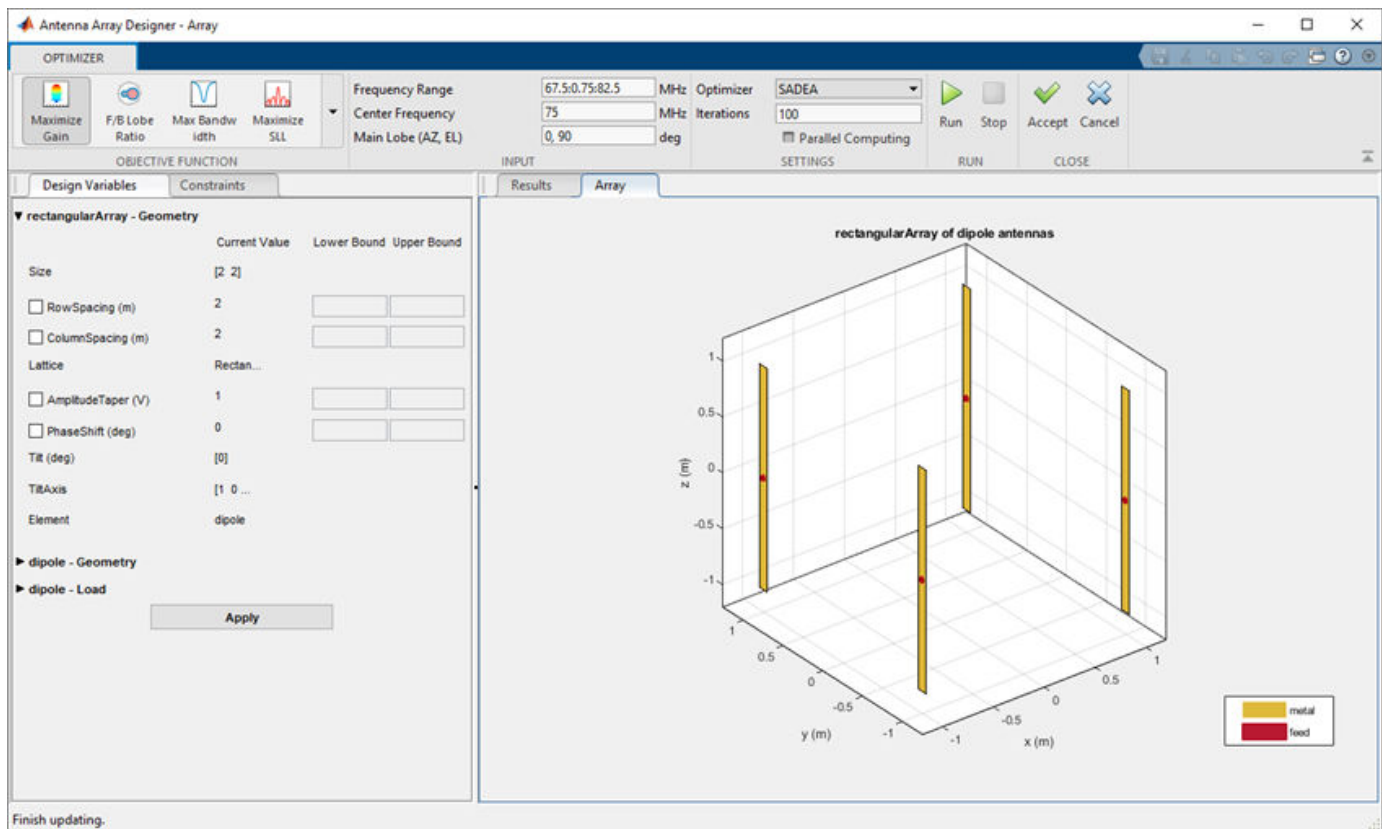 Antenna Array Designer - Array
OPTIMIZER
Maximize Gain
F/B Lobe Ratio
Max Bandw idth
Maximize SLL
OBJECTIVE FUNCTION
Frequency Range 67.5:0.75:82.5 MHz
Center Frequency 75 MHz
Main Lobe (AZ, EL) 0, 90 deg
INPUT
Optimizer SADEA
Iterations 100
Parallel Computing
SETTINGS
Run Stop
RUN
Accept Cancel
CLOSE
Design Variables Constraints
rectangularArray - Geometry
Current Value Lower Bound Upper Bound
Size [2 2]
RowSpacing (m) 2
ColumnSpacing (m) 2
Lattice Rectan...
AmplitudeTaper (V) 1
PhaseShift (deg) 0
Tilt (deg) [0]
TiltAxis [1 0 ...
Element dipole
dipole - Geometry
dipole - Load
Apply
Results Array
rectangularArray of dipole antennas
1
0.5
0
-0.5
-1
z (m)
1
0.5
0
-0.5
-1
y (m)
-1
-0.5
0
0.5
1
x (m)
metal
feed
Finish updating.